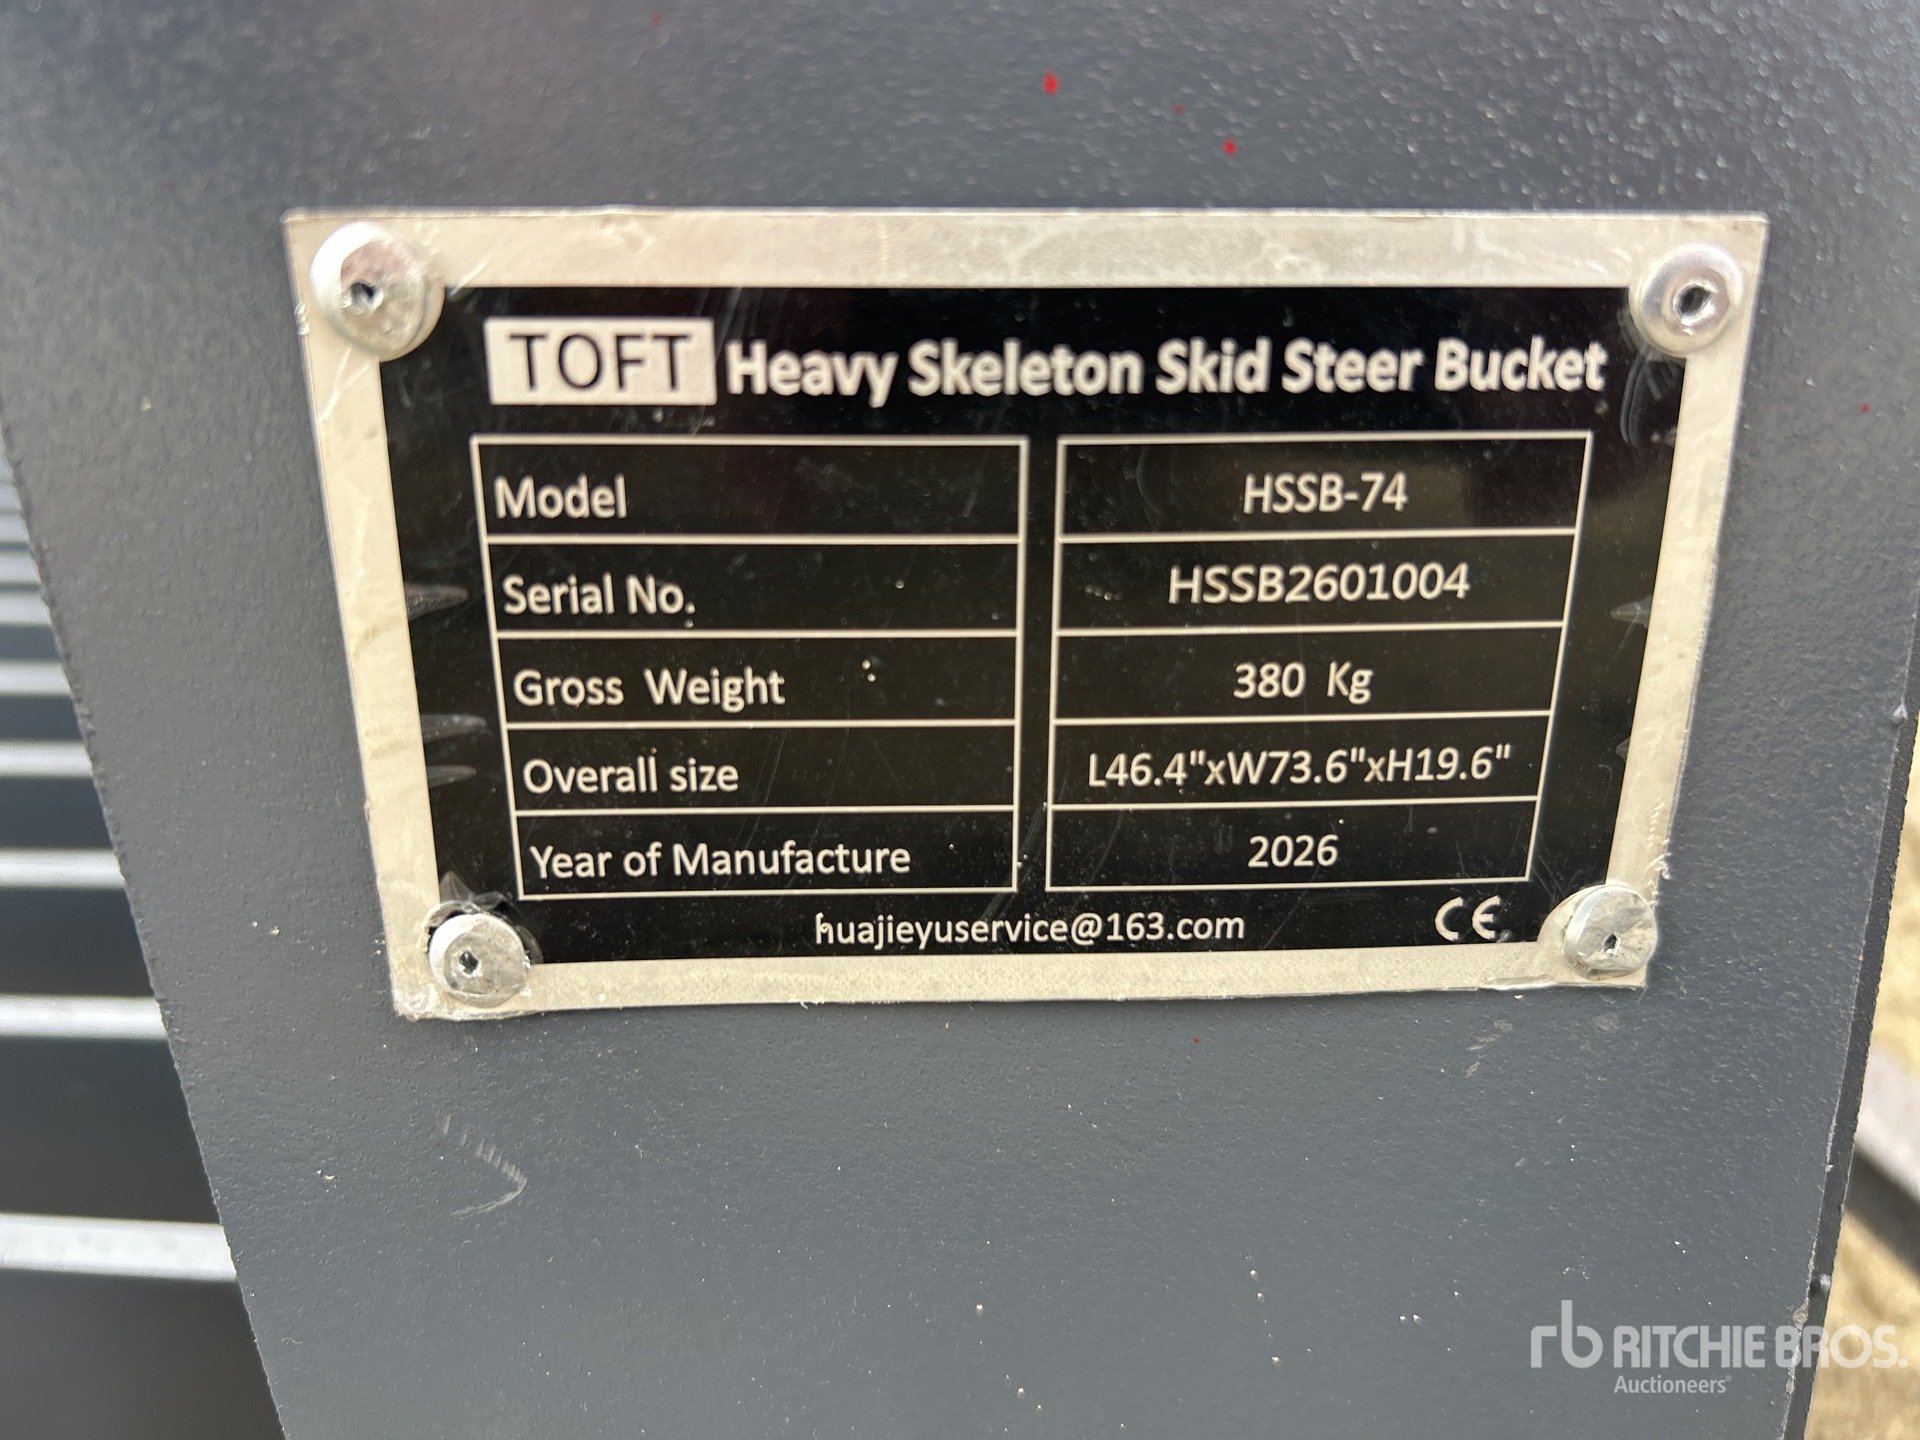 TOFT Heavy Skeleton Skid Steer Bucket
Model HSSB-74
Serial No. HSSB2601004
Gross Weight 380 Kg
Overall size L46.4"xW73.6"xH19.6"
Year of Manufacture 2026
huajieyuservice@163.com CE
rb RITCHIE BROS.
Auctioneers